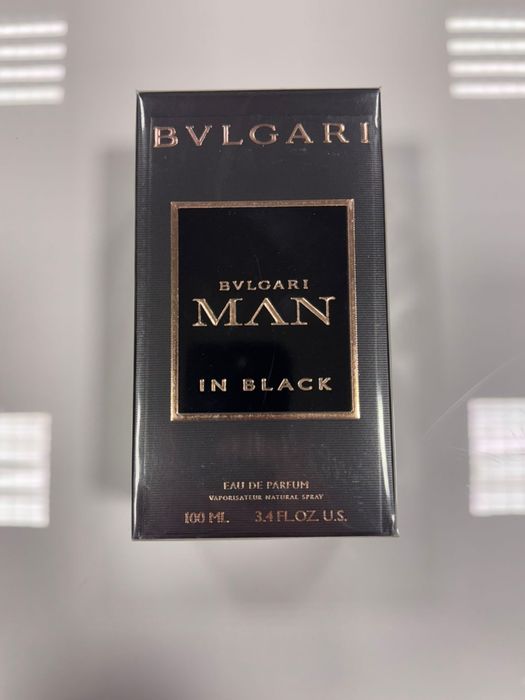 BVLGARI
BVLGARI
MAN
IN BLACK
EAU DE PARFUM
VAPORISATEUR NATURAL SPRAY
100 ML 3.4 FL.OZ. U.S.